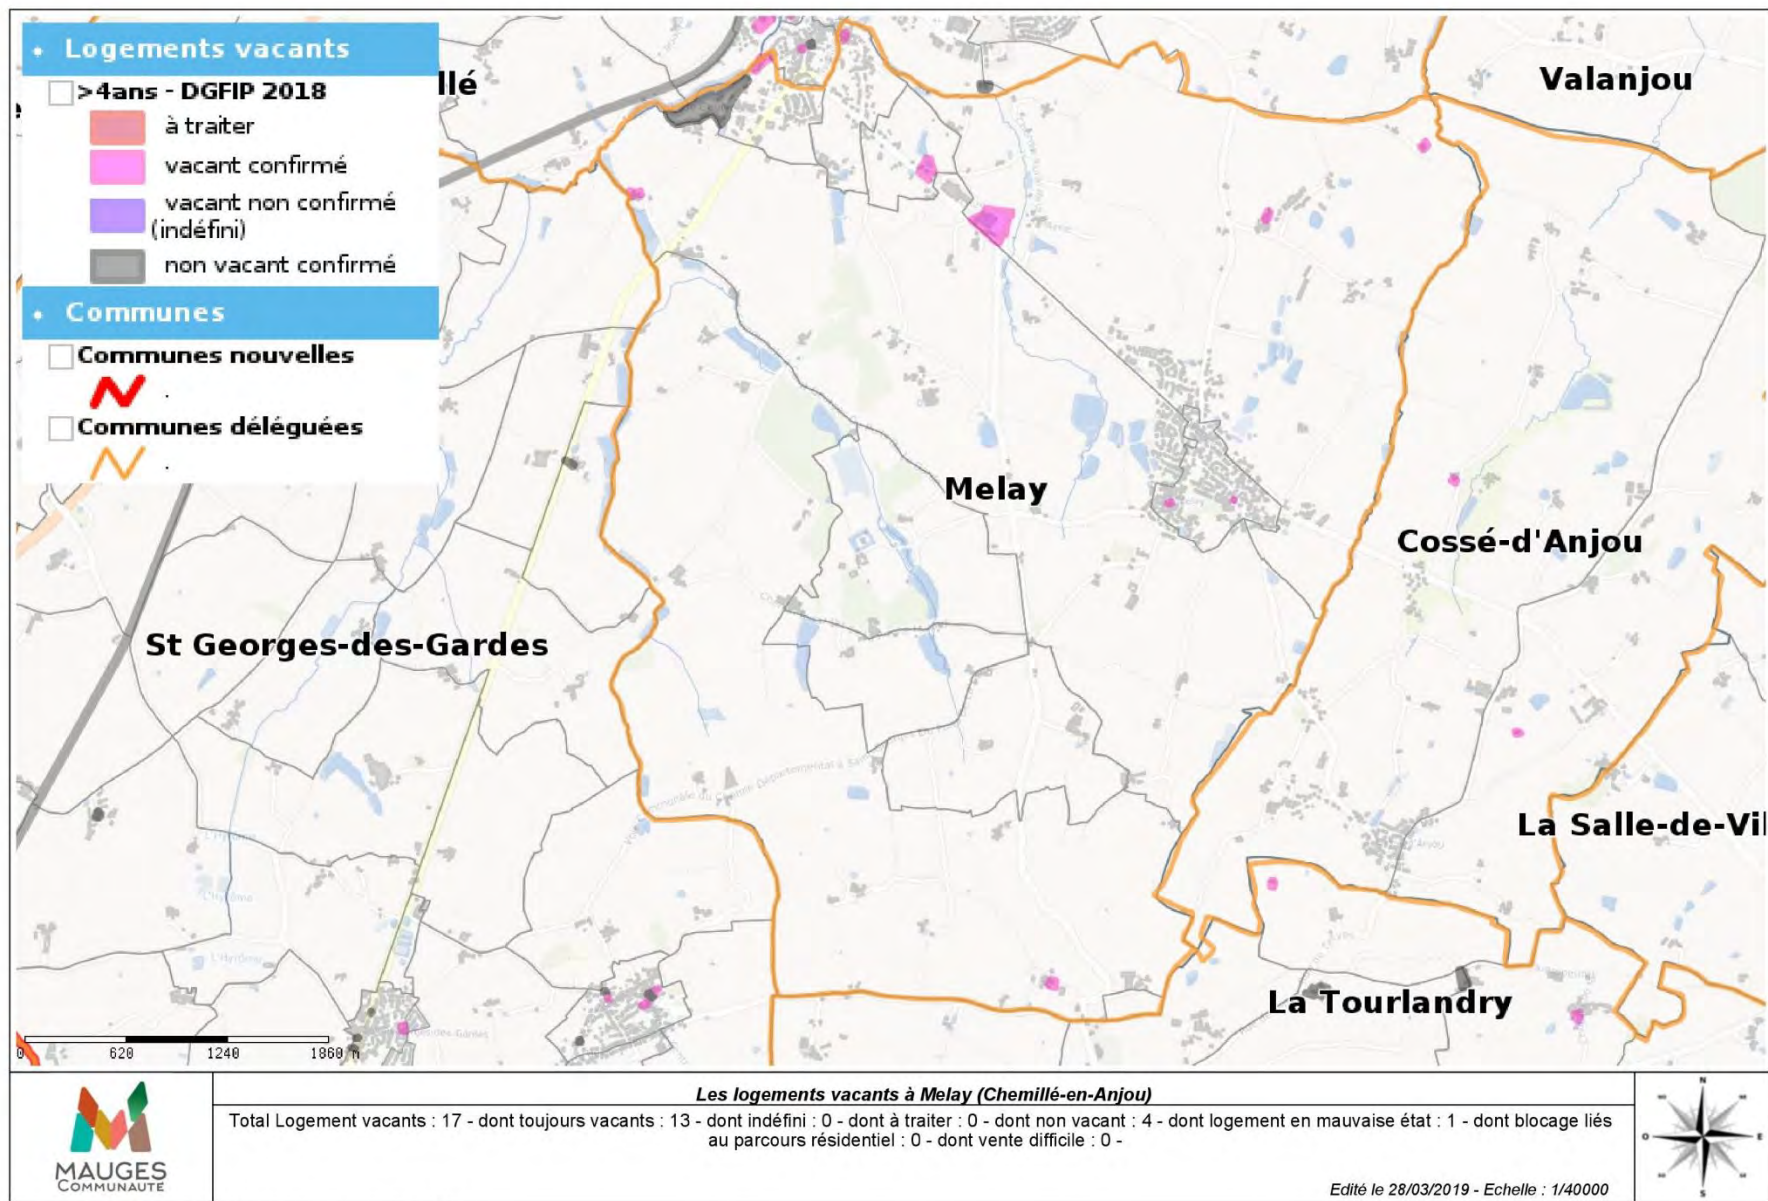 Logements vacants
>4ans - DGFIP 2018
à traiter
vacant confirmé
vacant non confirmé
(indéfini)
non vacant confirmé
Communes
Communes nouvelles
.
Communes déléguées
.
llé
Valanjou
Melay
Cossé-d'Anjou
St Georges-des-Gardes
La Salle-de-Vil
L'Hyrôme
L'Hyrôme
L'Hyrôme
La Tourlandry
0 620 1240 1860 m
MAUGES
COMMUNAUTÉ
Les logements vacants à Melay (Chemillé-en-Anjou)
Total Logement vacants : 17 - dont toujours vacants : 13 - dont indéfini : 0 - dont à traiter : 0 - dont non vacant : 4 - dont logement en mauvaise état : 1 - dont blocage liés
au parcours résidentiel : 0 - dont vente difficile : 0 -
Edité le 28/03/2019 - Echelle : 1/40000
N
O E
S